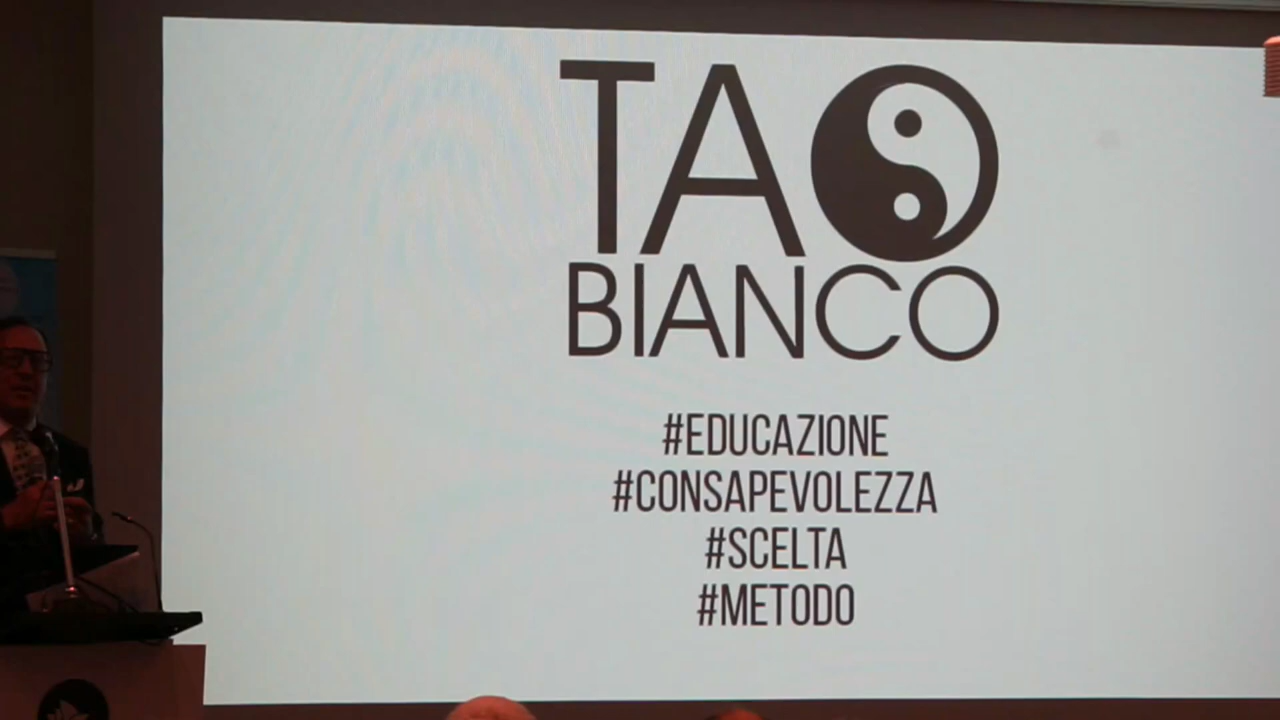 TAO
BIANCO
#EDUCAZIONE
#CONSAPEVOLEZZA
#SCELTA
#METODO